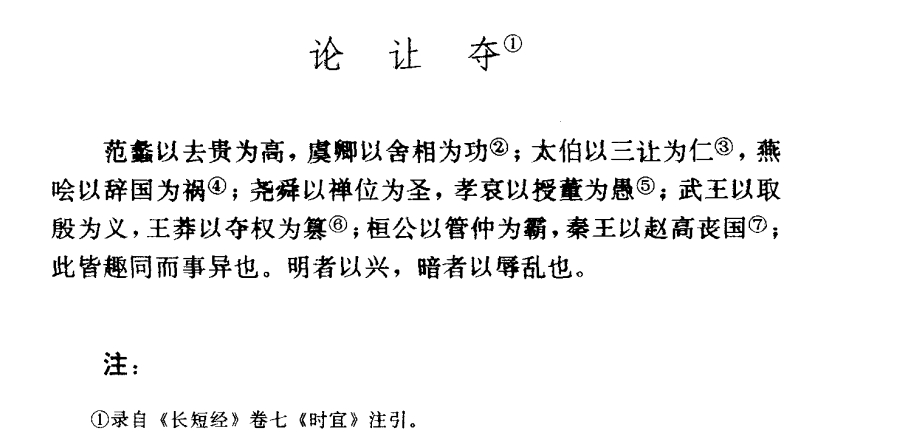 论 让 夺①
范蠡以去贵为高，虞卿以舍相为功②；太伯以三让为仁③，燕
哙以辞国为祸④；尧舜以禅位为圣，孝哀以授董为愚⑤；武王以取
殷为义，王莽以夺权为篡⑥；桓公以管仲为霸，秦王以赵高丧国⑦；
此皆趣同而事异也。明者以兴，暗者以辱乱也。
注：
①录自《长短经》卷七《时宜》注引。